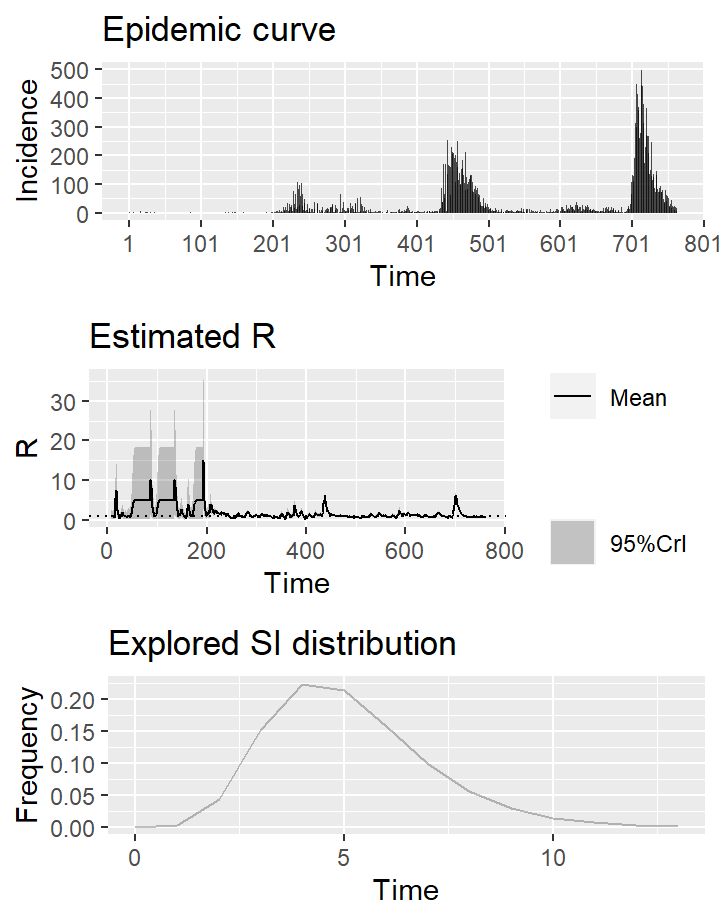 Epidemic curve
500
400
300
200
100
0
Incidence
1 101 201 301 401 501 601 701 801
Time
Estimated R
30
20
10
0
R
0 200 400 600 800
Time
Mean
95%CrI
Explored SI distribution
0.20
0.15
0.10
0.05
0.00
Frequency
0 5 10
Time